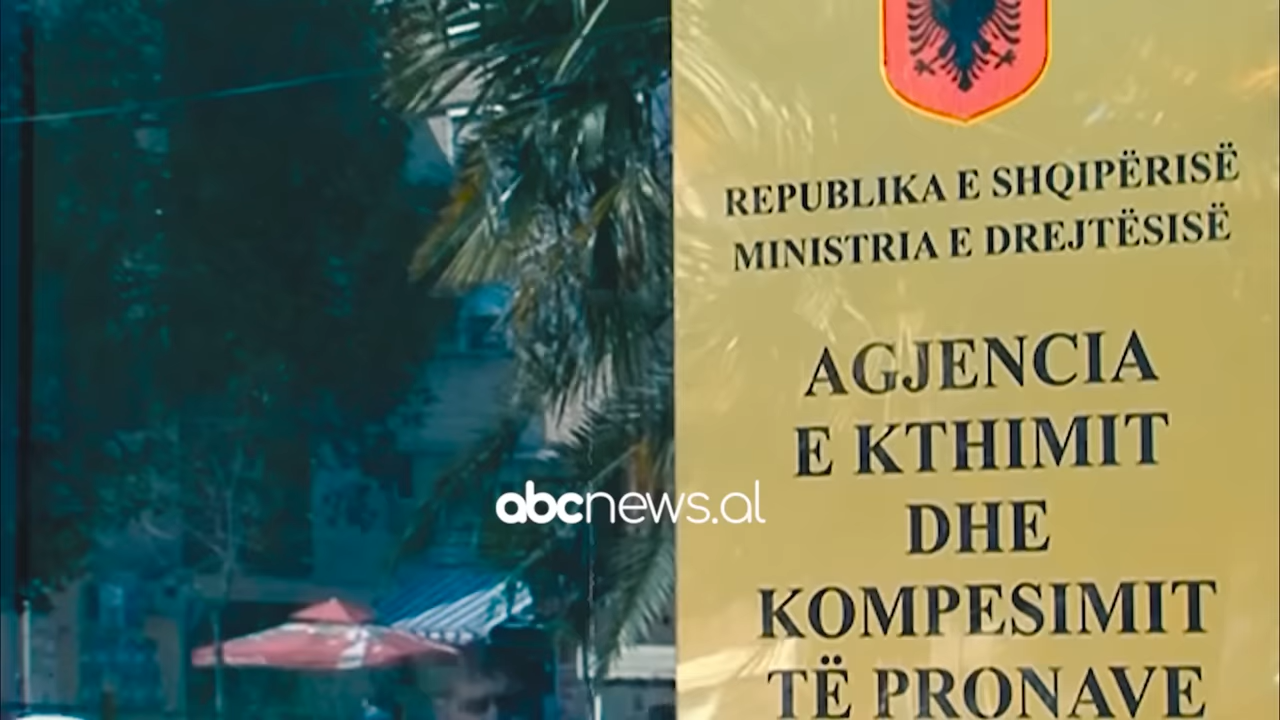 REPUBLIKA E SHQIPËRISË
MINISTRIA E DREJTËSISË
AGJENCIA
E KTHIMIT
DHE
KOMPESIMIT
TË PRONAVE
abcnews.al